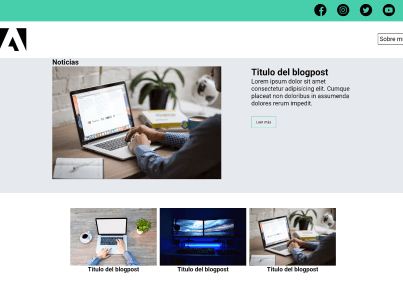 Sobre mi
Noticias
Titulo del blogpost
Lorem ipsum dolor sit amet
consectetur adipisicing elit. Cumque
placeat non doloribus in assumenda
dolores rerum impedit.
Leer más
Titulo del blogpost
Titulo del blogpost
Titulo del blogpost